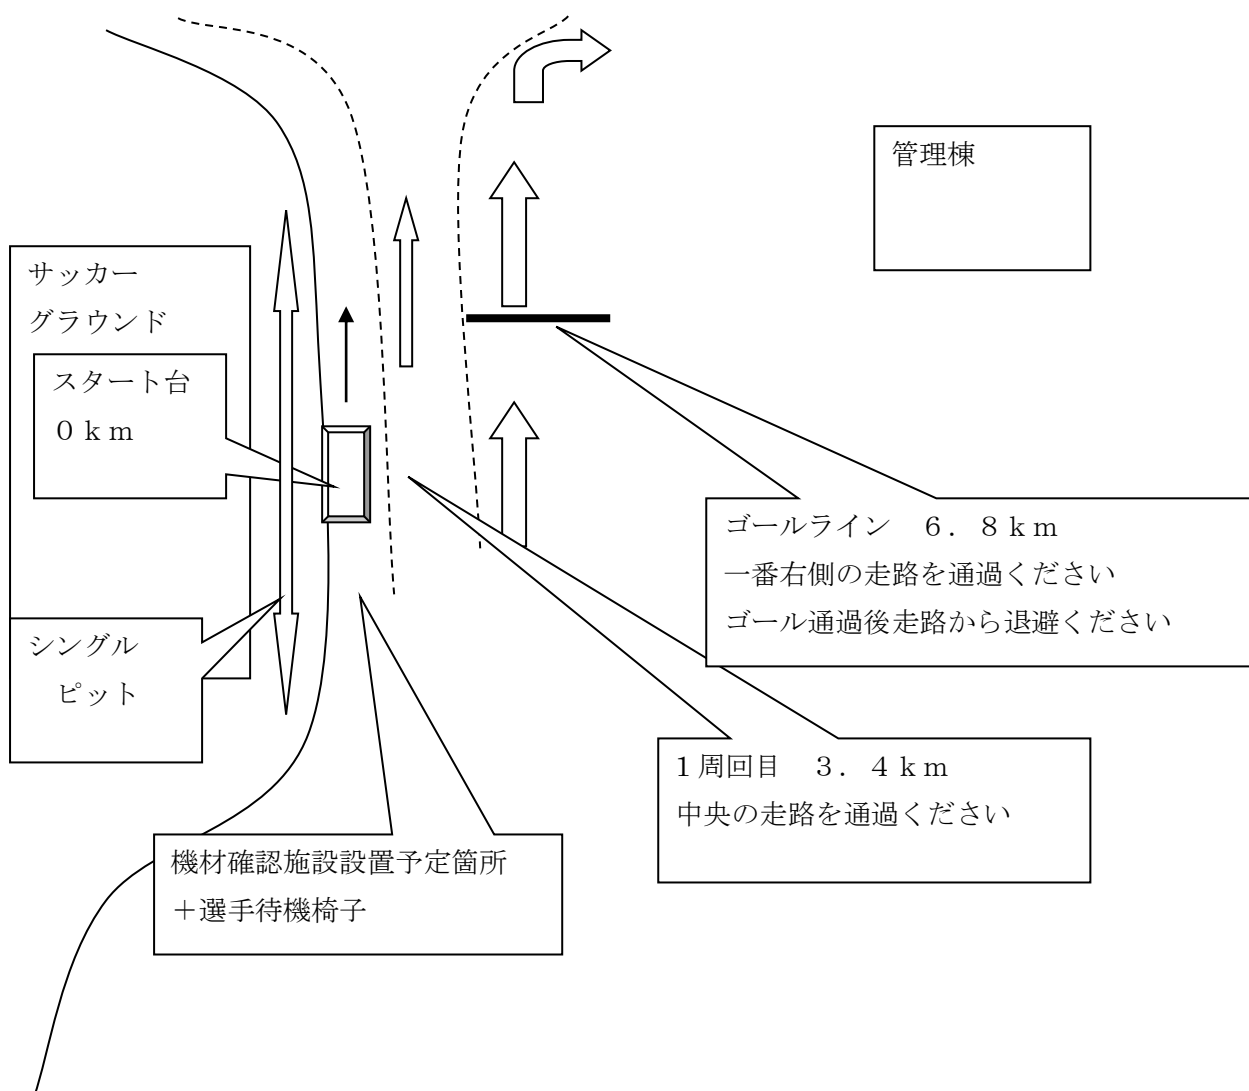 管理棟
サッカー
グラウンド
スタート台
０ｋｍ
ゴールライン　６．８ｋｍ
一番右側の走路を通過ください
ゴール通過後走路から退避ください
シングル
ピット
１周回目　３．４ｋｍ
中央の走路を通過ください
機材確認施設設置予定箇所
＋選手待機椅子